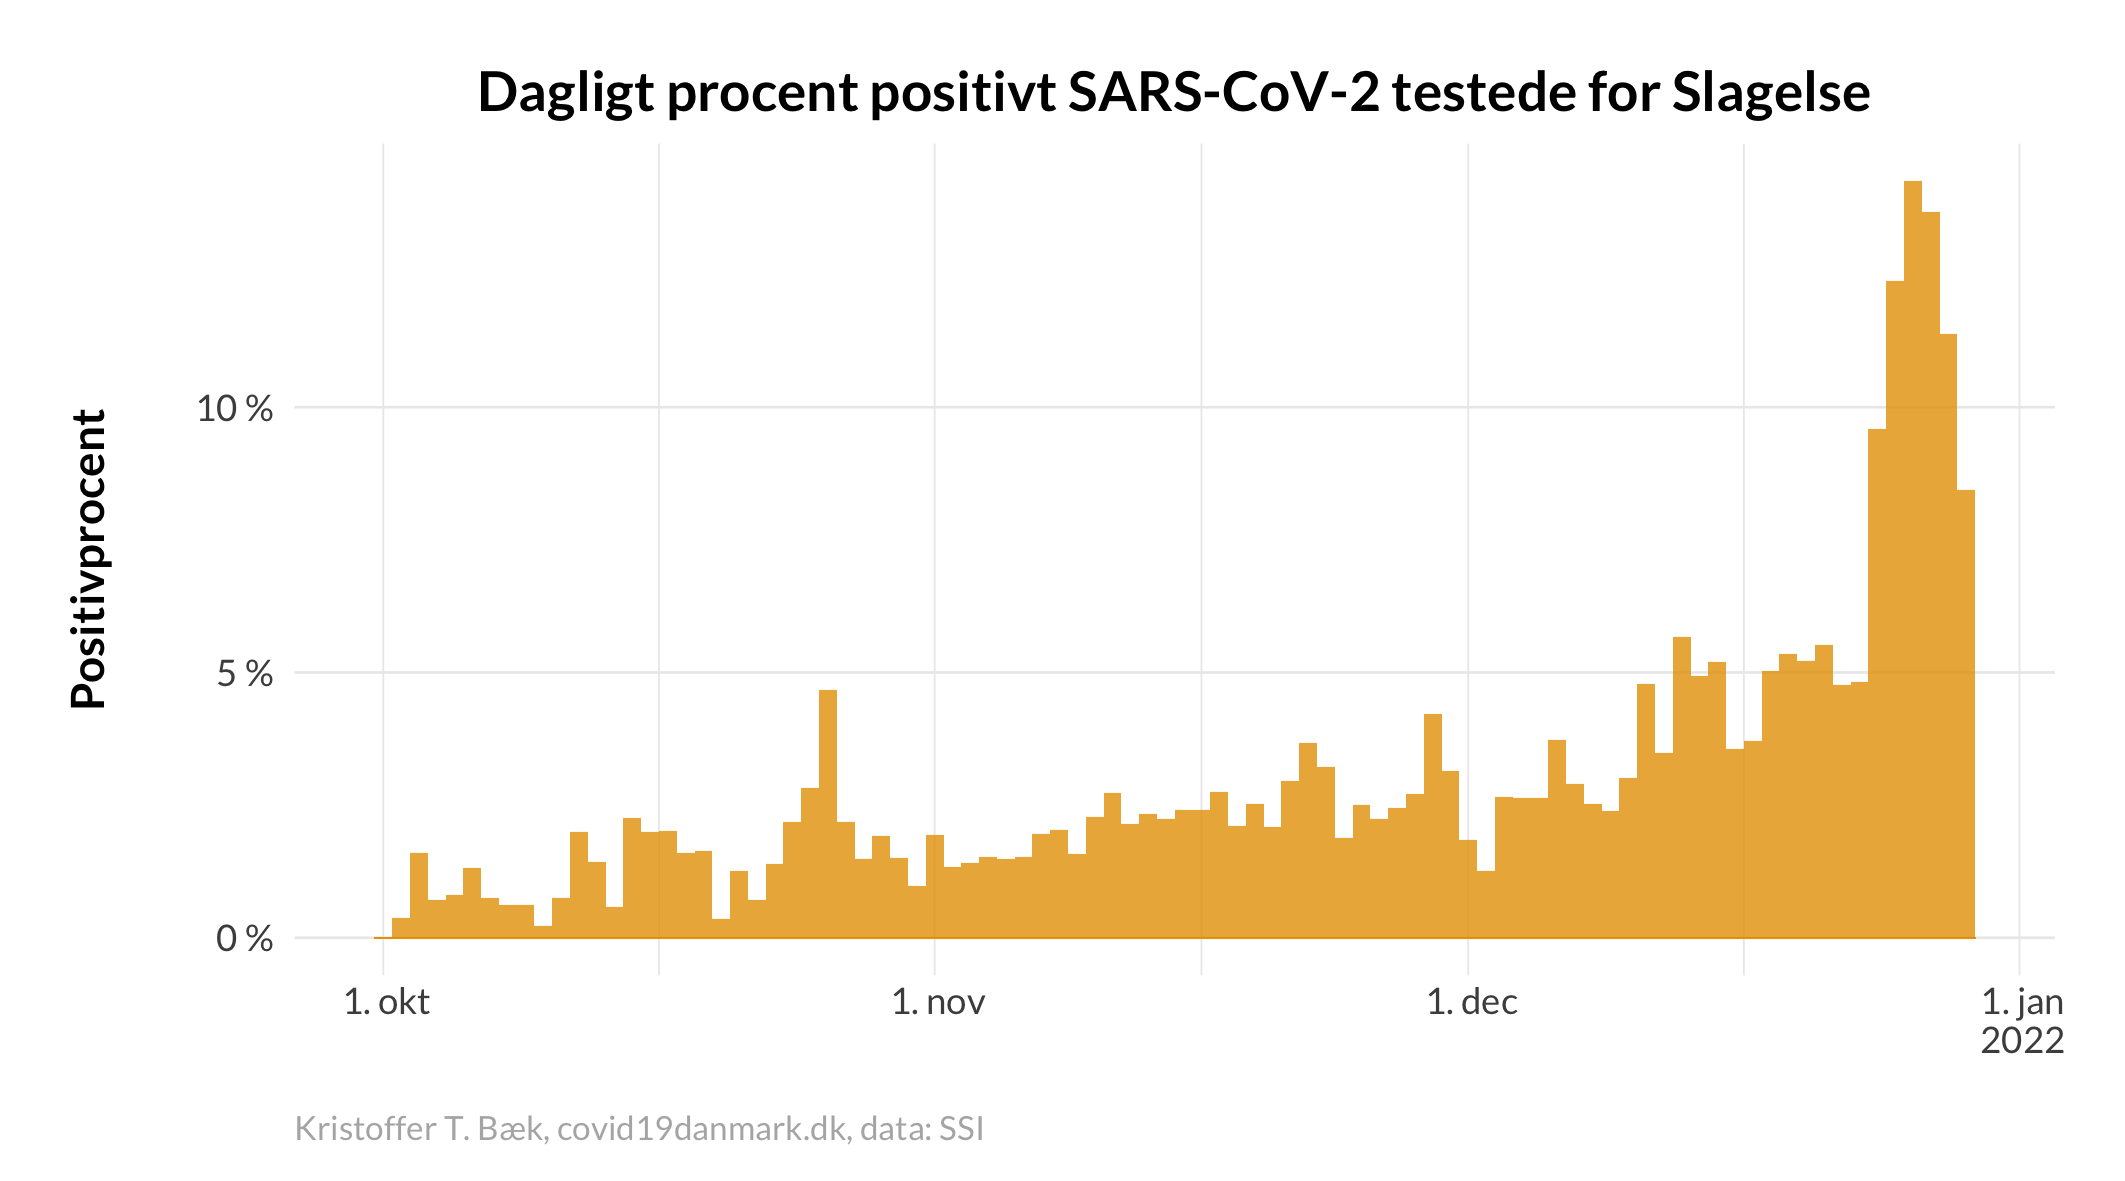 Dagligt procent positivt SARS-CoV-2 testede for Slagelse
Positivprocent
10 %
5 %
0 %
1. okt
1. nov
1. dec
1. jan
2022
Kristoffer T. Bæk, covid19danmark.dk, data: SSI